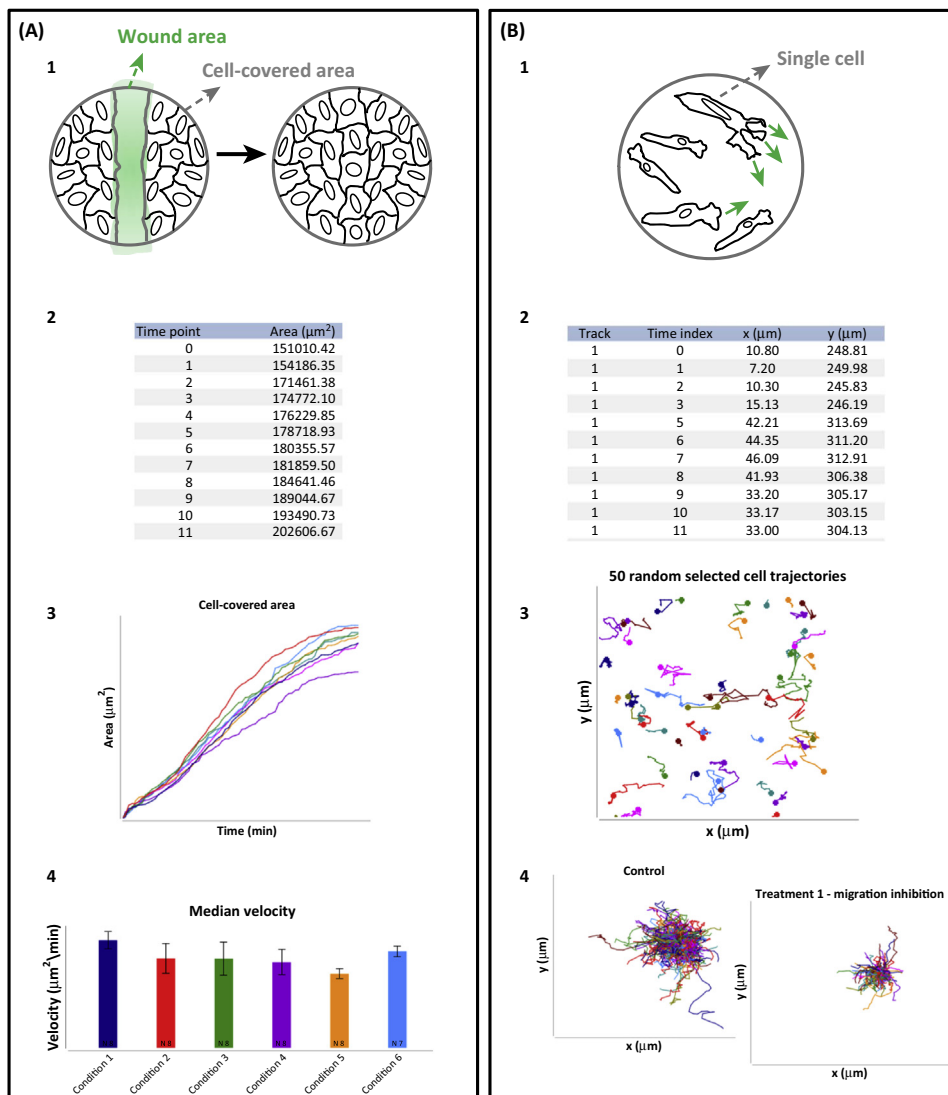 (A)
Wound area
1
Cell-covered area
2
Time point Area (μm²)
0 151010.42
1 154186.35
2 171461.38
3 174772.10
4 176229.85
5 178718.93
6 180355.57
7 181859.50
8 184641.46
9 189044.67
10 193490.73
11 202606.67
3
Cell-covered area
Area (μm²)
Time (min)
4
Median velocity
Velocity (μm²\min)
N 8
N 8
N 8
N 7
Condition 1
Condition 2
Condition 3
Condition 4
Condition 5
Condition 6
(B)
1
Single cell
2
Track Time index x (μm) y (μm)
1 0 10.80 248.81
1 1 7.20 249.98
1 2 10.30 245.83
1 3 15.13 246.19
1 5 42.21 313.69
1 6 44.35 311.20
1 7 46.09 312.91
1 8 41.93 306.38
1 9 33.20 305.17
1 10 33.17 303.15
1 11 33.00 304.13
50 random selected cell trajectories
3
y (μm)
x (μm)
4
Control
y (μm)
x (μm)
Treatment 1 - migration inhibition
y (μm)
x (μm)